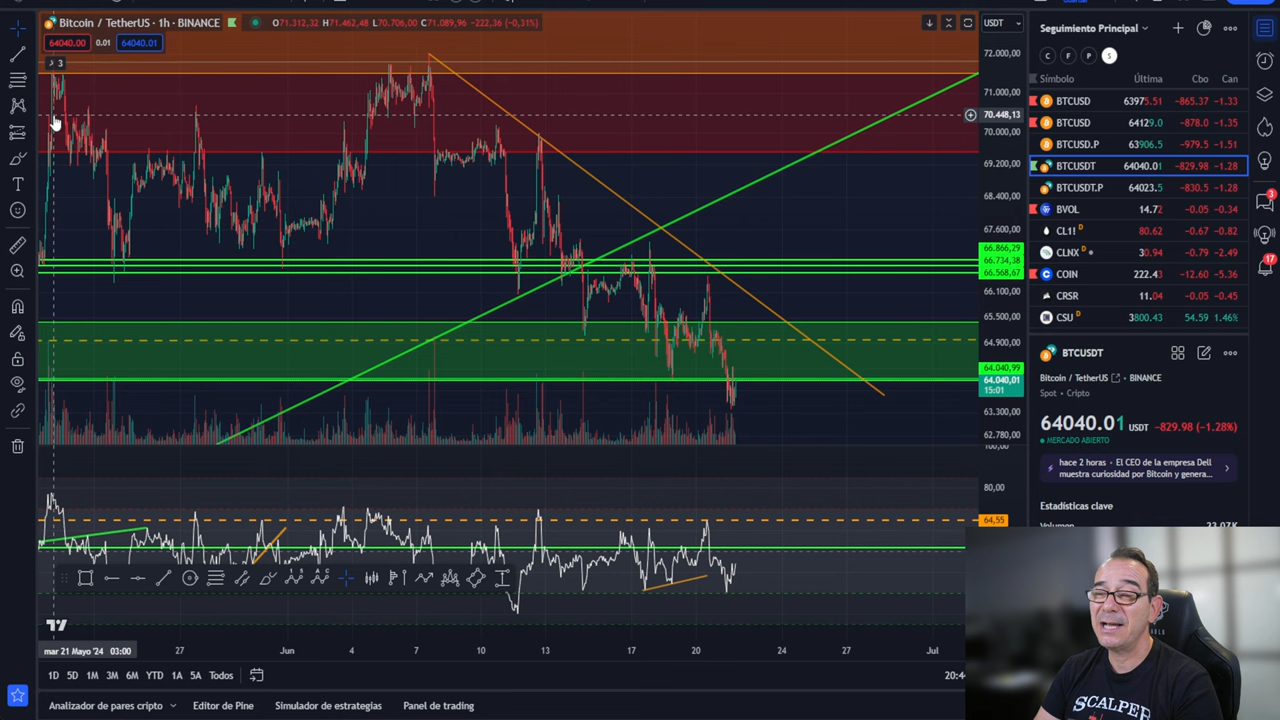 Bitcoin / TetherUS · 1h · BINANCE
O71.312,32 H71.462,48 L70.706,00 C71.089,96 −222,36 (−0,31%)
USDT
64040.00 0.01 64040.01
3
72.000,00
71.000,00
70.448,13
70.000,00
69.200,00
68.400,00
67.600,00
66.866,29
66.734,38
66.568,67
66.100,00
65.500,00
64.900,00
64.040,99
64.040,01
15:01
63.300,00
62.780,00
100,00
80,00
64,55
mar 21 Mayo '24 03:00
27
Jun
4
7
10
13
17
20
24
27
Jul
1D 5D 1M 3M 6M YTD 1A 5A Todos
20:4
Analizador de pares cripto Editor de Pine Simulador de estrategias Panel de trading
Seguimiento Principal
C F P S
Símbolo Última Cbo Can
BTCUSD 63975.51 −865.37 −1.33
BTCUSD 64129.0 −878.0 −1.35
BTCUSD.P 63906.5 −979.5 −1.51
BTCUSDT 64040.01 −829.98 −1.28
BTCUSDT.P 64023.5 −830.5 −1.28
BVOL 14.72 −0.05 −0.34
CL1! D 80.62 −0.67 −0.82
CLNX D 30.94 −0.79 −2.49
COIN 222.43 −12.60 −5.36
CRSR 11.04 −0.05 −0.45
CSU D 3800.43 54.59 1.46%
3
17
BTCUSDT
Bitcoin / TetherUS · BINANCE
Spot • Cripto
64040.01 USDT −829.98 (−1.28%)
MERCADO ABIERTO
hace 2 horas • El CEO de la empresa Dell
muestra curiosidad por Bitcoin y genera...
Estadísticas clave
SCALPER